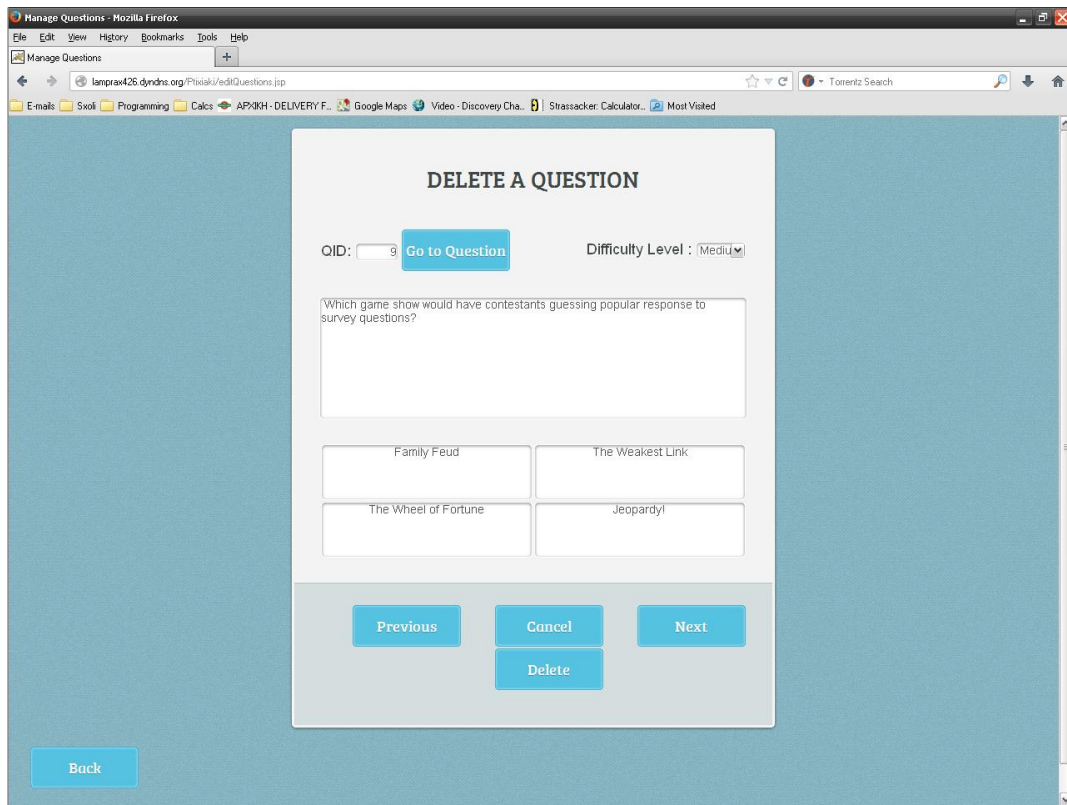 Manage Questions - Mozilla Firefox
File Edit View History Bookmarks Tools Help
Manage Questions
lamprax426.dyndns.org/Ptixiaki/editQuestions.jsp
Torrentz Search
E-mails Sxoli Programming Calcs ΑΡΧΙΚΗ - DELIVERY F... Google Maps Video - Discovery Cha... Strassacker: Calculator... Most Visited
DELETE A QUESTION
QID: 9 Go to Question Difficulty Level : Mediu
Which game show would have contestants guessing popular response to
survey questions?
Family Feud The Weakest Link
The Wheel of Fortune Jeopardy!
Previous Cancel Next
Delete
Back